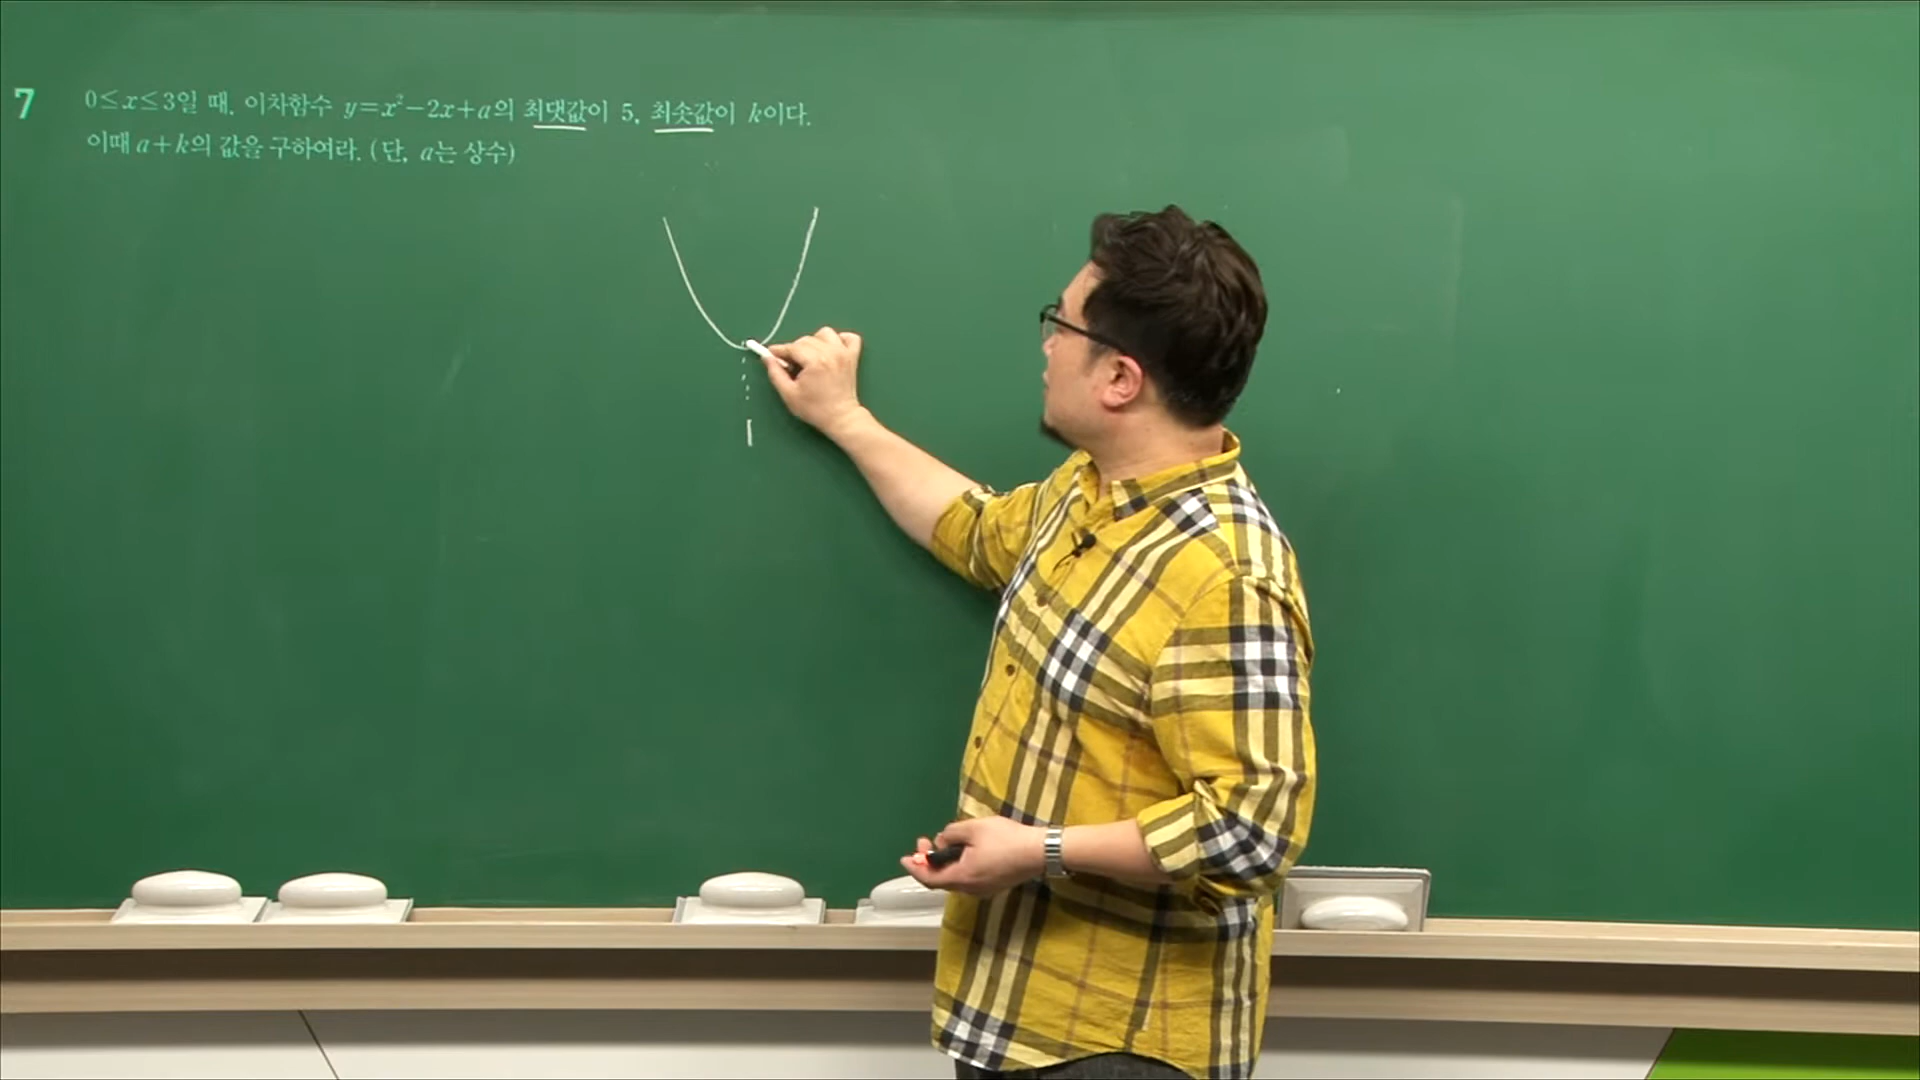 7 0≤x≤3일 때, 이차함수 y=x²-2x+a의 최댓값이 5, 최솟값이 k이다.
이때 a+k의 값을 구하여라. (단, a는 상수)
1